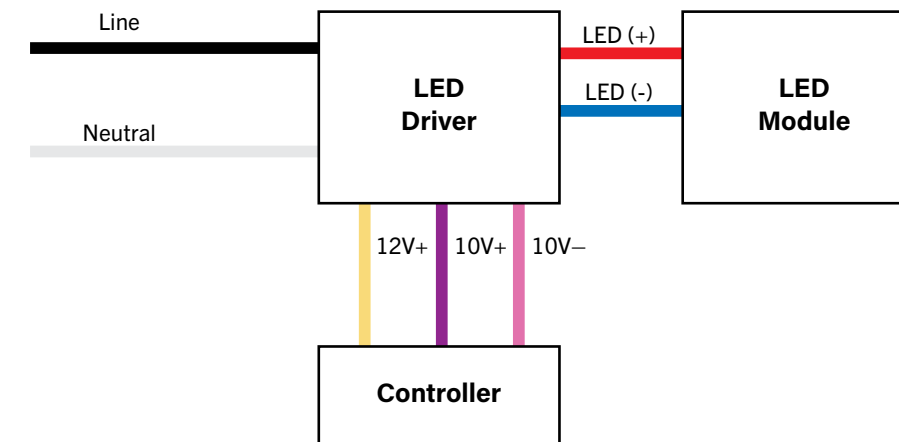 Line
LED (+)
LED
Driver
LED (-)
LED
Module
Neutral
12V+
10V+
10V–
Controller